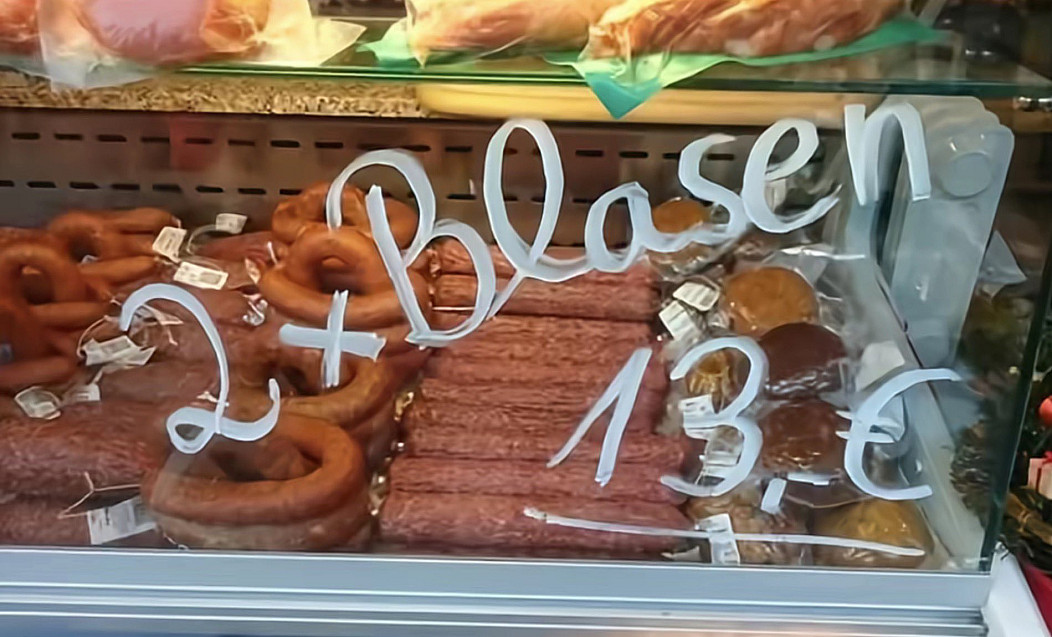 2 + Blasen
13,- €